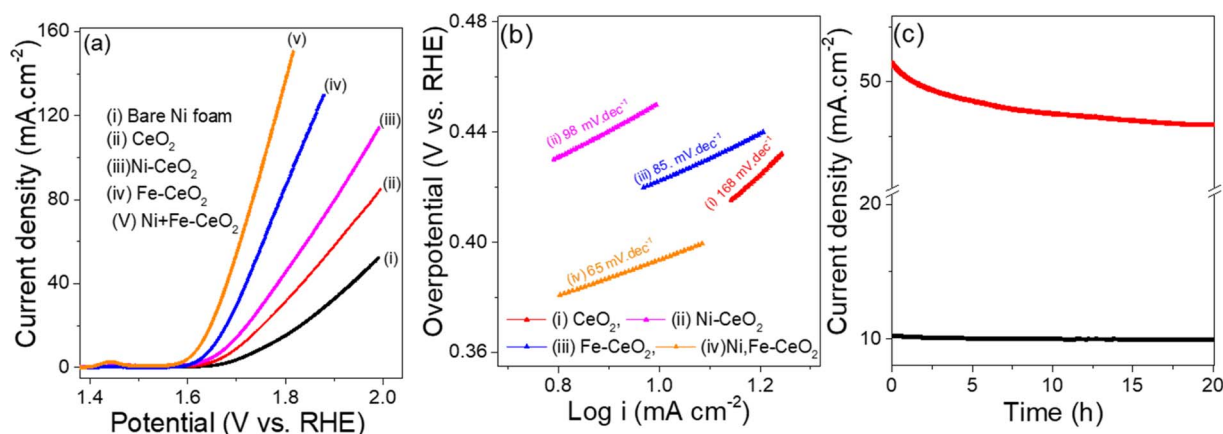 (a)
Current density (mA.cm-2)
160
120
80
40
0
1.4
1.6
1.8
2.0
Potential (V vs. RHE)
(v)
(iv)
(iii)
(ii)
(i)
(i) Bare Ni foam
(ii) CeO2
(iii)Ni-CeO2
(iv) Fe-CeO2
(V) Ni+Fe-CeO2
(b)
Overpotential (V vs. RHE)
0.48
0.44
0.40
0.36
0.8
1.0
1.2
Log i (mA cm-2)
(ii) 98 mV.dec-1
(iii) 85. mV.dec-1
(i) 168 mV.dec-1
(iv) 65 mV.dec-1
(i) CeO2, (ii) Ni-CeO2
(iii) Fe-CeO2, (iv)Ni,Fe-CeO2
(c)
Current density (mA.cm-2)
50
20
10
0
5
10
15
20
Time (h)